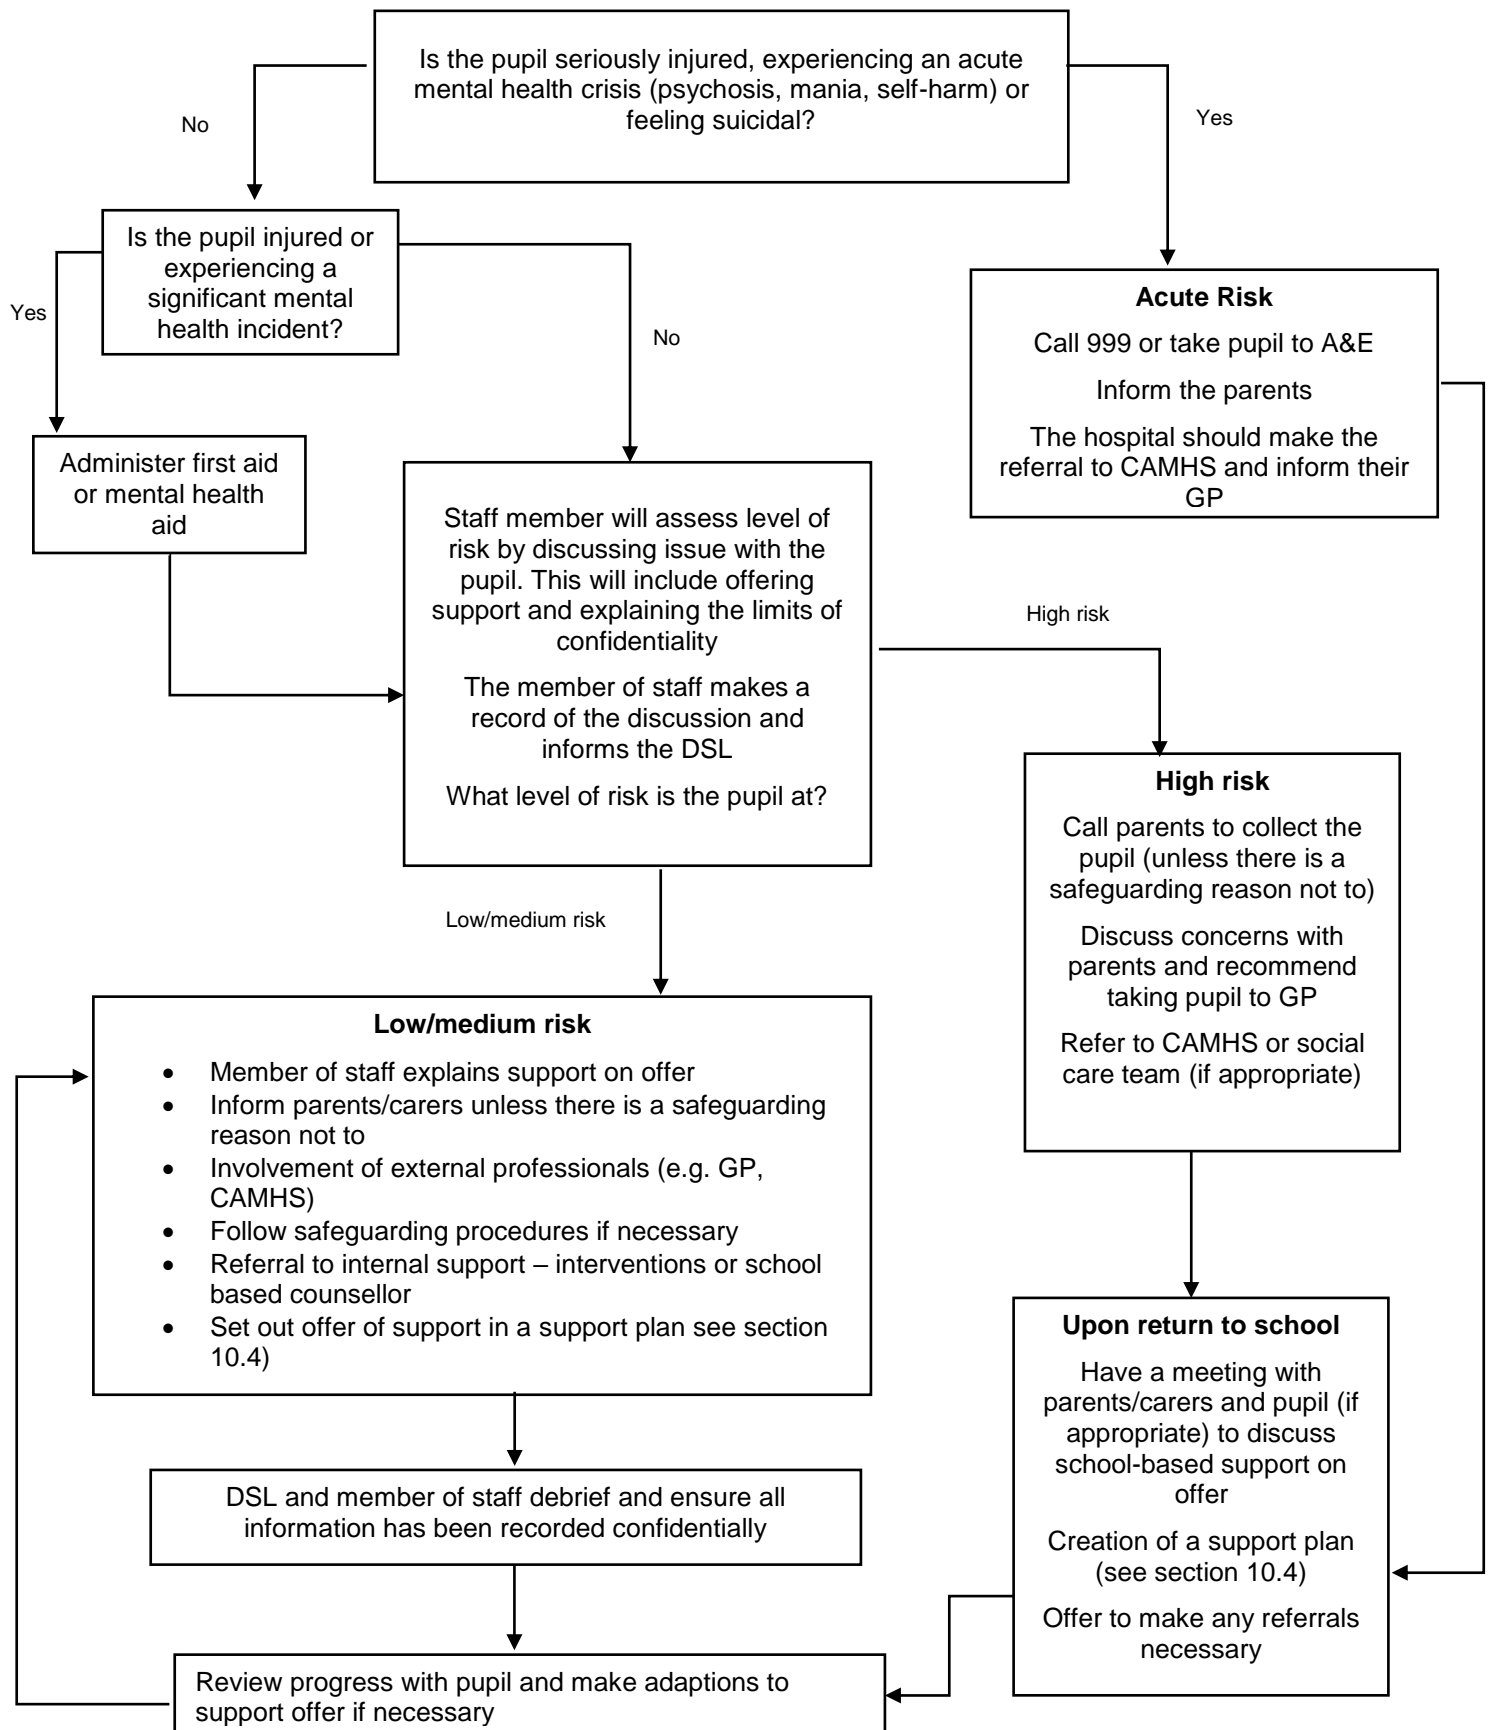 Is the pupil seriously injured, experiencing an acute
mental health crisis (psychosis, mania, self-harm) or
feeling suicidal?
No
Yes
Is the pupil injured or
experiencing a
significant mental
health incident?
Yes
No
Acute Risk
Call 999 or take pupil to A&E
Inform the parents
The hospital should make the
referral to CAMHS and inform their
GP
Administer first aid
or mental health
aid
Staff member will assess level of
risk by discussing issue with the
pupil. This will include offering
support and explaining the limits of
confidentiality
The member of staff makes a
record of the discussion and
informs the DSL
What level of risk is the pupil at?
High risk
High risk
Call parents to collect the
pupil (unless there is a
safeguarding reason not to)
Discuss concerns with
parents and recommend
taking pupil to GP
Refer to CAMHS or social
care team (if appropriate)
Low/medium risk
Low/medium risk
• Member of staff explains support on offer
• Inform parents/carers unless there is a safeguarding
reason not to
• Involvement of external professionals (e.g. GP,
CAMHS)
• Follow safeguarding procedures if necessary
• Referral to internal support – interventions or school
based counsellor
• Set out offer of support in a support plan see section
10.4)
Upon return to school
Have a meeting with
parents/carers and pupil (if
appropriate) to discuss
school-based support on
offer
Creation of a support plan
(see section 10.4)
Offer to make any referrals
necessary
DSL and member of staff debrief and ensure all
information has been recorded confidentially
Review progress with pupil and make adaptions to
support offer if necessary